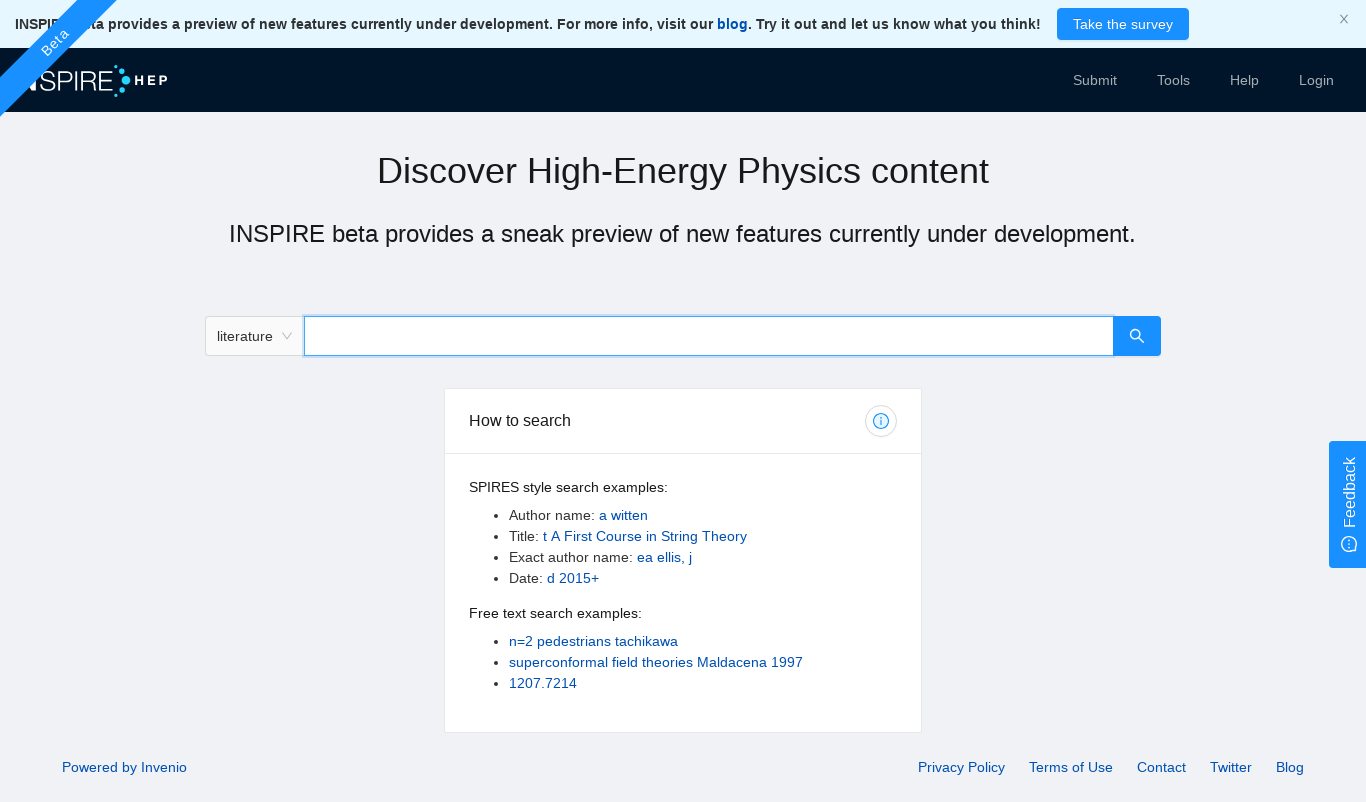 beta provides a preview of new features currently under development. For more info, visit our blog. Try it out and let us know what you think!
Take the survey
Beta
INSPIRE HEP
Submit
Tools
Help
Login
Discover High-Energy Physics content
INSPIRE beta provides a sneak preview of new features currently under development.
literature
How to search
SPIRES style search examples:
Author name: a witten
Title: t A First Course in String Theory
Exact author name: ea ellis, j
Date: d 2015+
Free text search examples:
n=2 pedestrians tachikawa
superconformal field theories Maldacena 1997
1207.7214
Feedback
Powered by Invenio
Privacy Policy
Terms of Use
Contact
Twitter
Blog